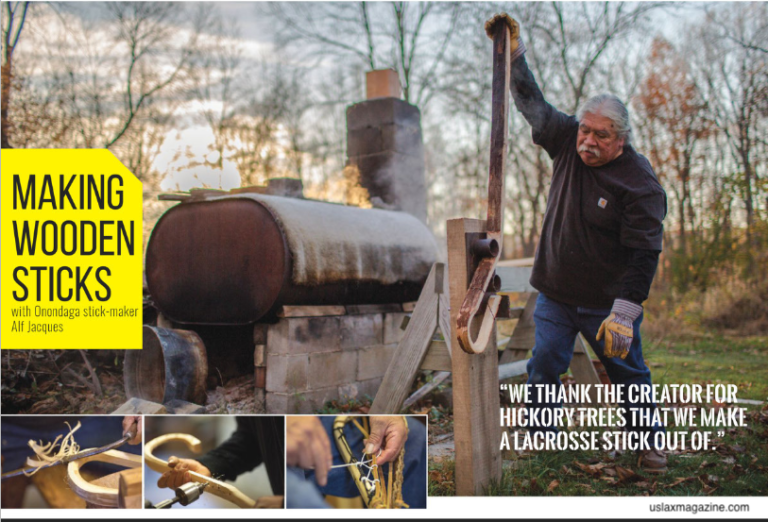 MAKING
WOODEN
STICKS
with Onondaga stick-maker
Alf Jacques
“WE THANK THE CREATOR FOR
HICKORY TREES THAT WE MAKE
A LACROSSE STICK OUT OF.”
uslaxmagazine.com